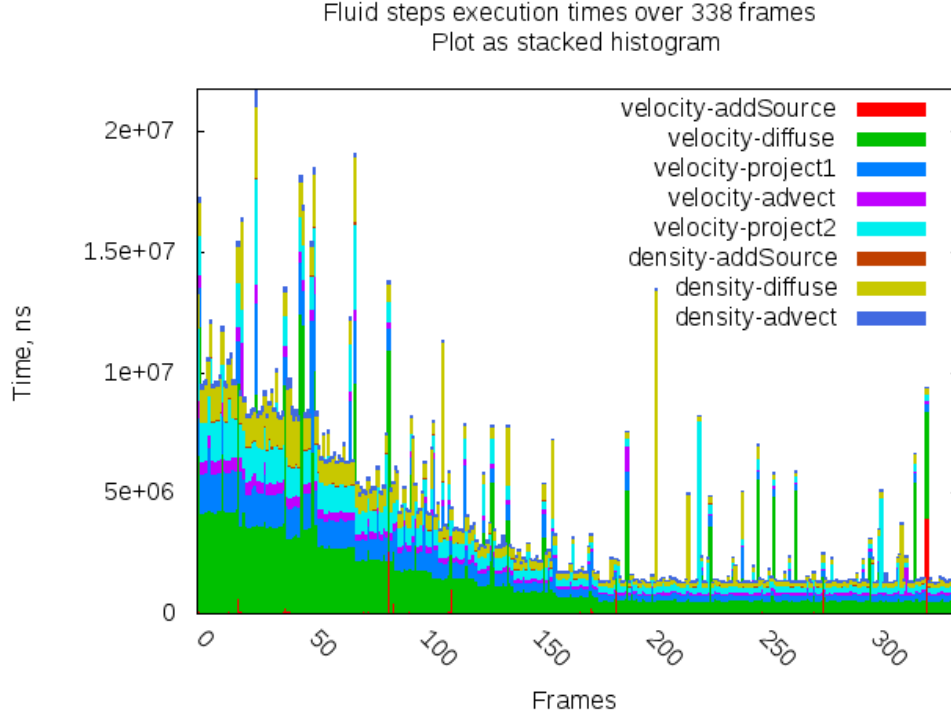 Fluid steps execution times over 338 frames
Plot as stacked histogram
velocity-addSource
velocity-diffuse
velocity-project1
velocity-advect
velocity-project2
density-addSource
density-diffuse
density-advect
2e+07
1.5e+07
1e+07
5e+06
0
Time, ns
0 50 100 150 200 250 300
Frames